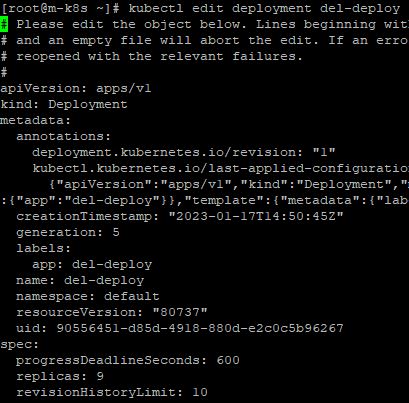 [root@m-k8s ~]# kubectl edit deployment del-deploy
# Please edit the object below. Lines beginning wit
# and an empty file will abort the edit. If an erro
# reopened with the relevant failures.
#
apiVersion: apps/v1
kind: Deployment
metadata:
  annotations:
    deployment.kubernetes.io/revision: "1"
    kubectl.kubernetes.io/last-applied-configuratio
      {"apiVersion":"apps/v1","kind":"Deployment","
:{"app":"del-deploy"}},"template":{"metadata":{"lab
  creationTimestamp: "2023-01-17T14:50:45Z"
  generation: 5
  labels:
    app: del-deploy
  name: del-deploy
  namespace: default
  resourceVersion: "80737"
  uid: 90556451-d85d-4918-880d-e2c0c5b96267
spec:
  progressDeadlineSeconds: 600
  replicas: 9
  revisionHistoryLimit: 10